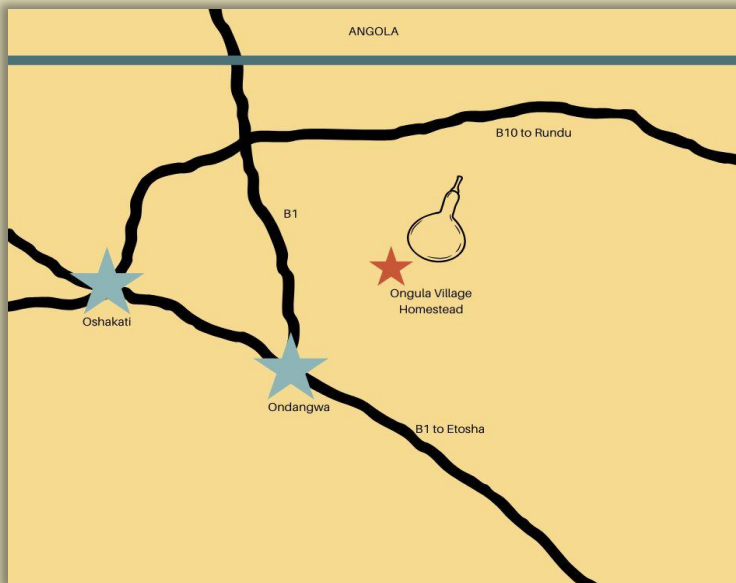 ANGOLA
B10 to Rundu
B1
Ongula Village
Homestead
Oshakati
Ondangwa
B1 to Etosha